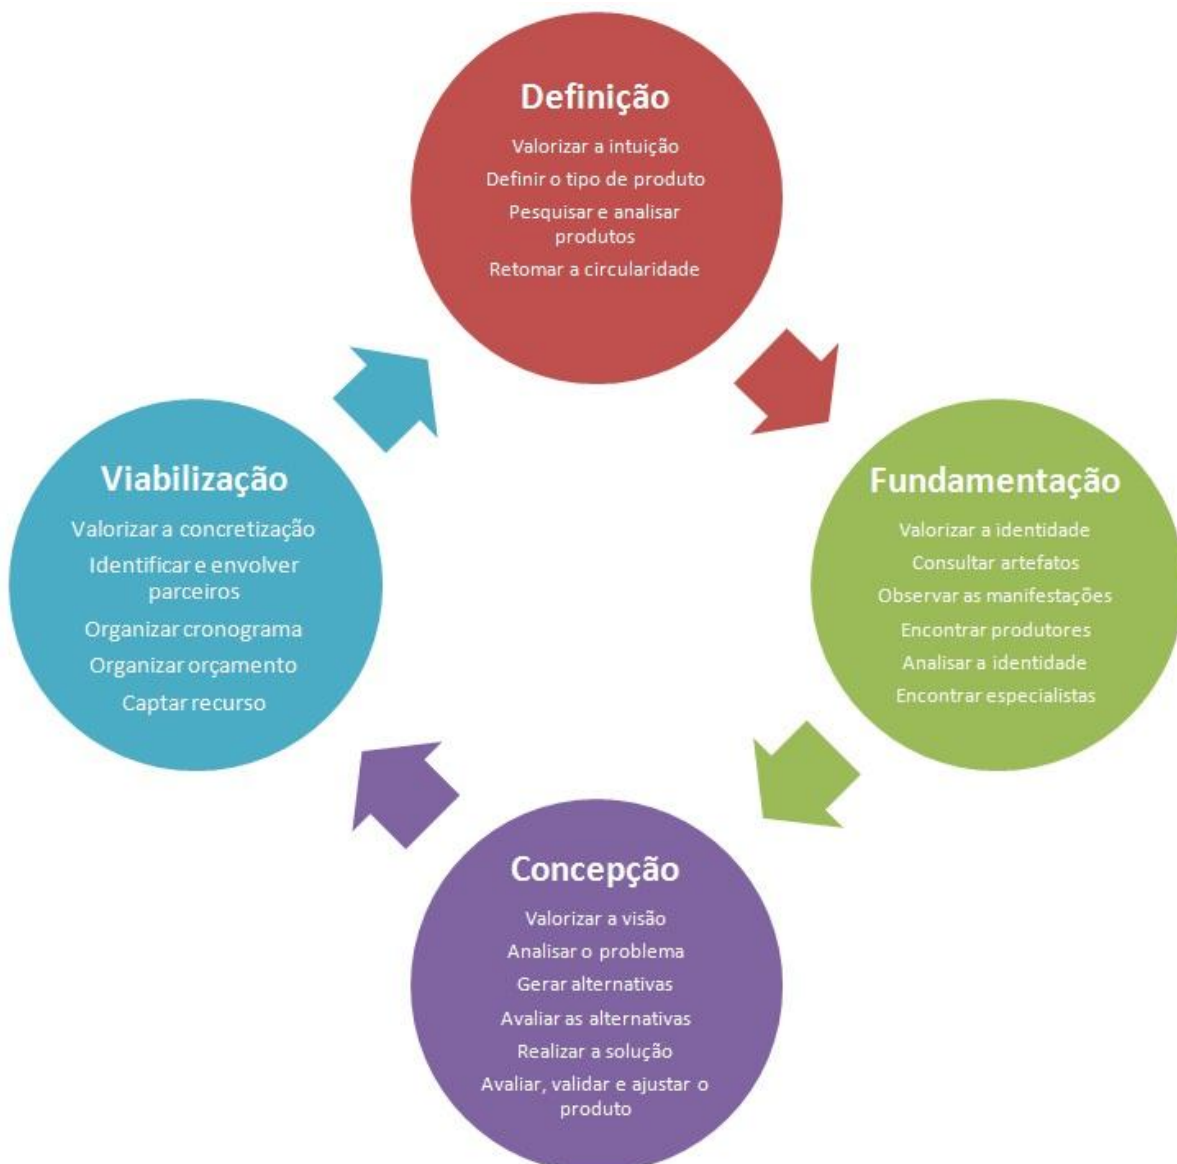 Definição
Valorizar a intuição
Definir o tipo de produto
Pesquisar e analisar
produtos
Retomar a circularidade
Fundamentação
Valorizar a identidade
Consultar artefatos
Observar as manifestações
Encontrar produtores
Analisar a identidade
Encontrar especialistas
Concepção
Valorizar a visão
Analisar o problema
Gerar alternativas
Avaliar as alternativas
Realizar a solução
Avaliar, validar e ajustar o
produto
Viabilização
Valorizar a concretização
Identificar e envolver
parceiros
Organizar cronograma
Organizar orçamento
Captar recurso